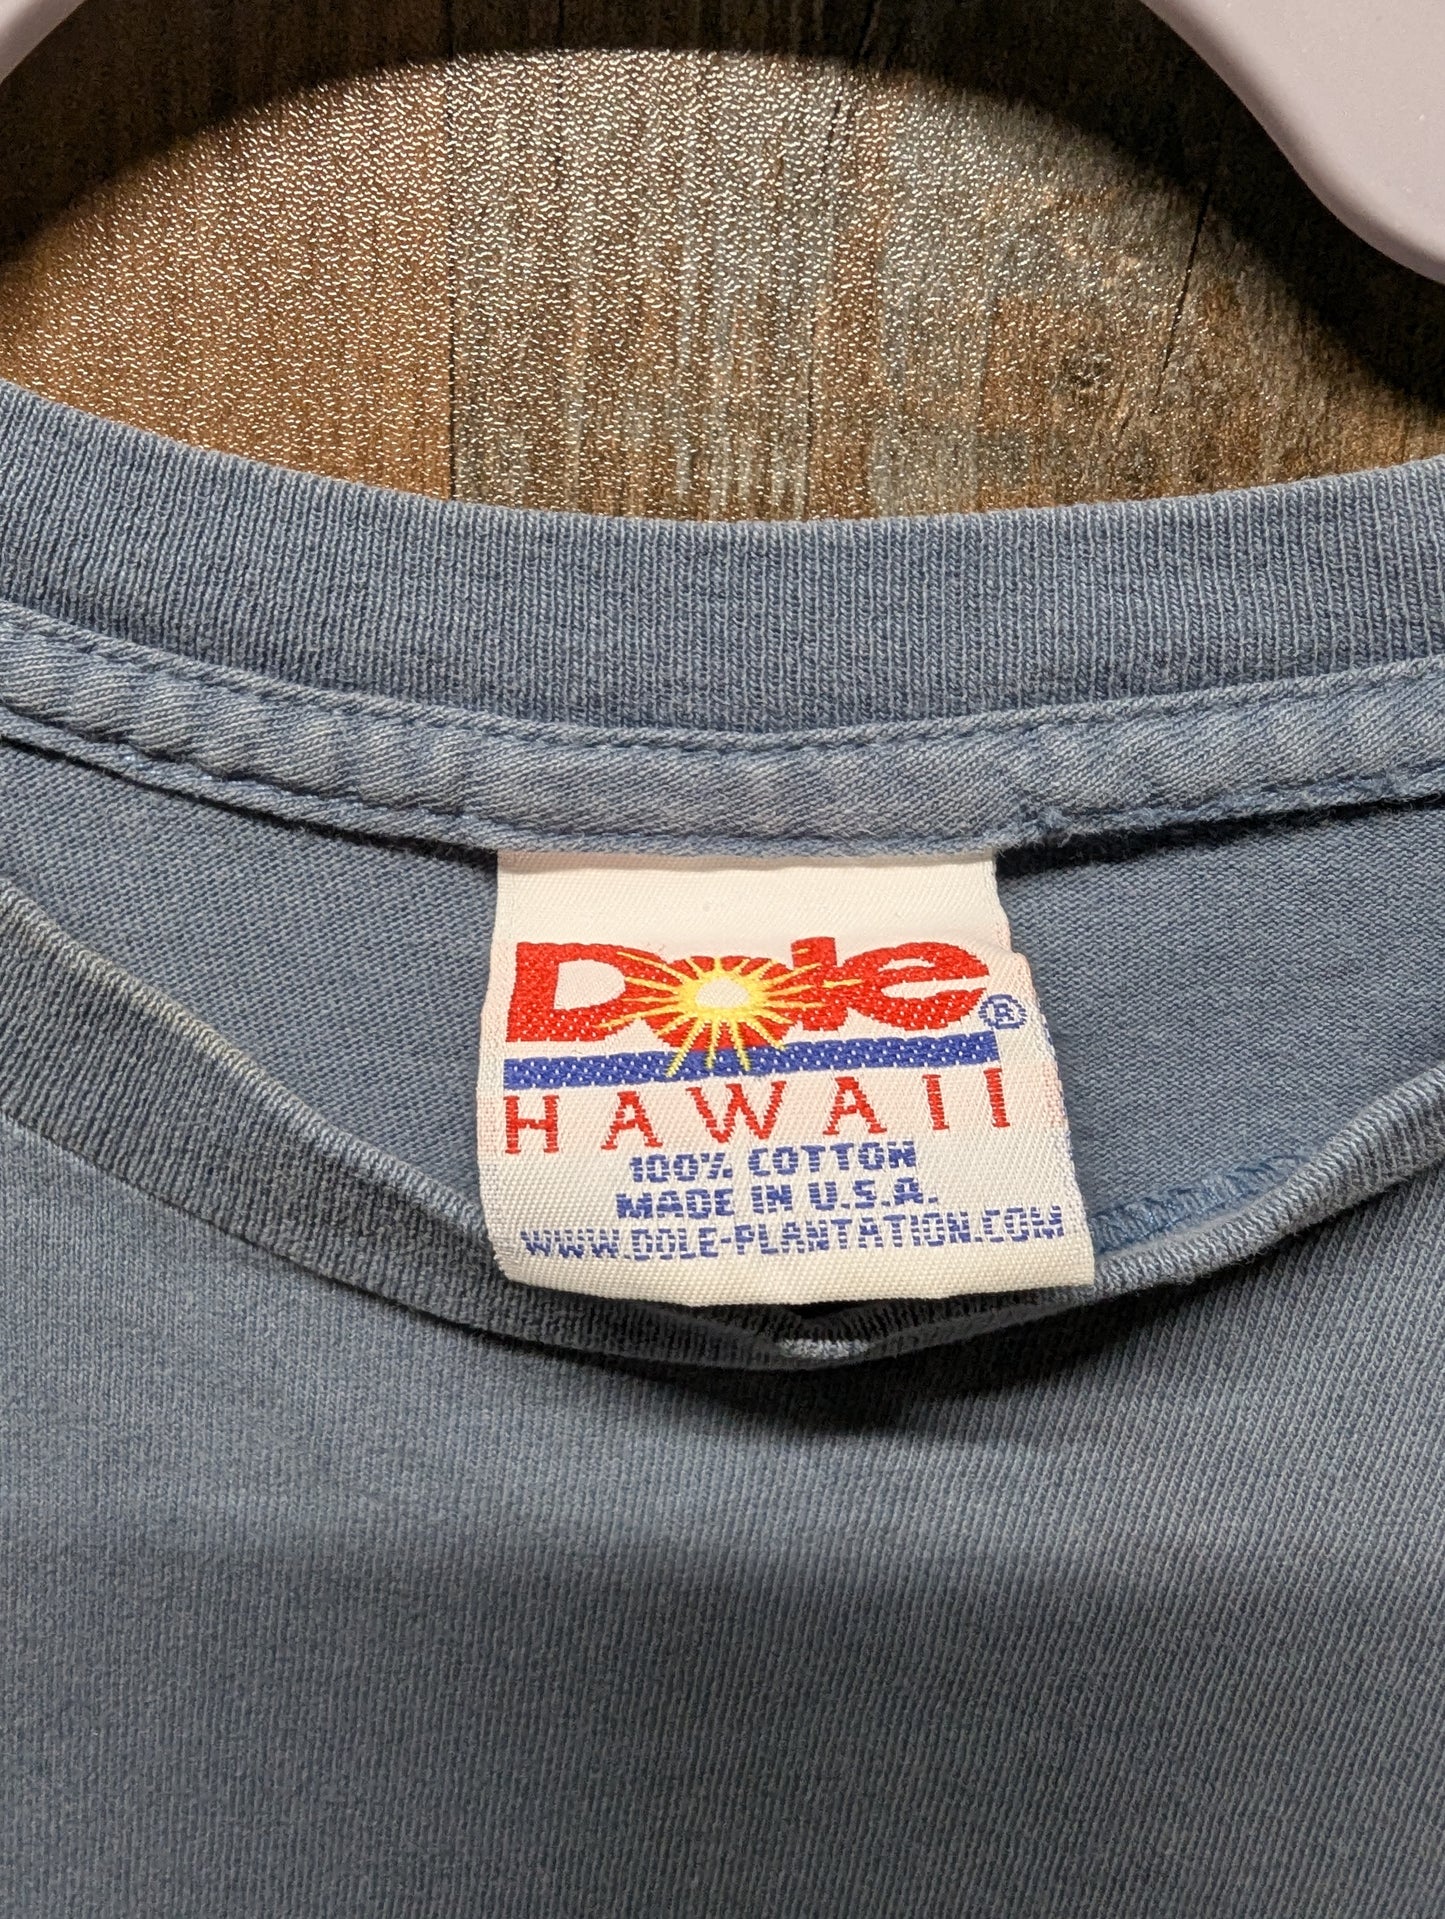 Dole®
HAWAII
100% COTTON
MADE IN U.S.A.
WWW.DOLE-PLANTATION.COM